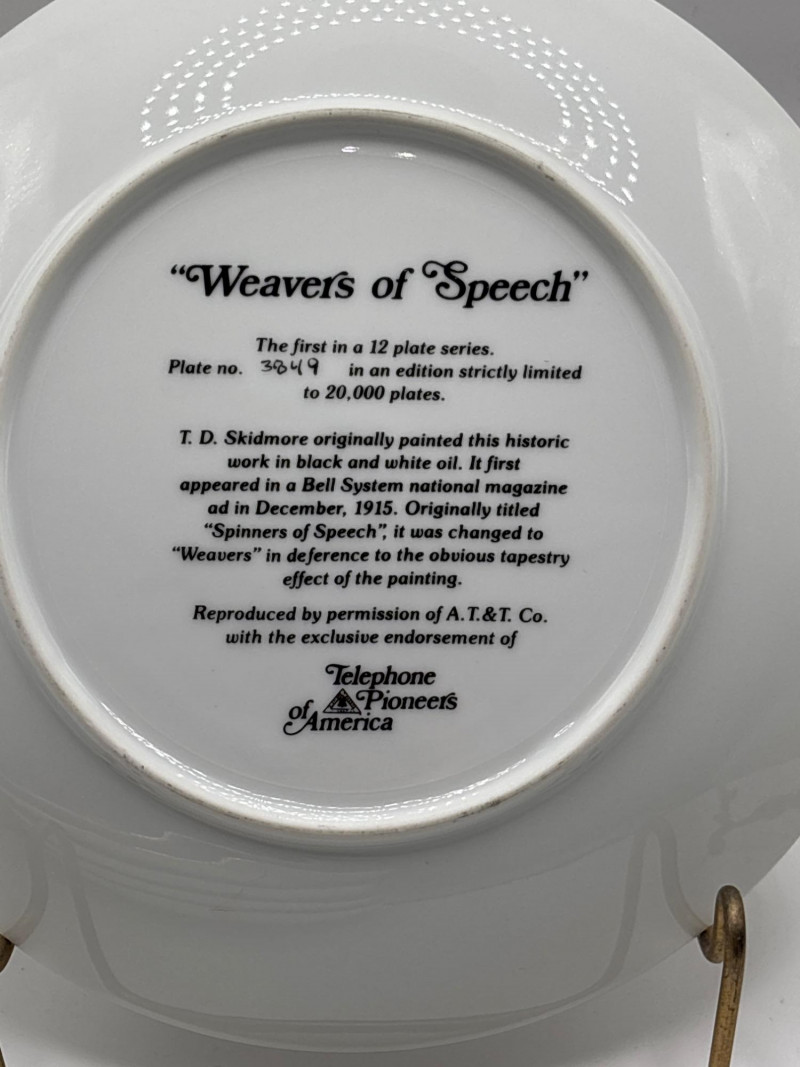 “Weavers of Speech”
The first in a 12 plate series.
Plate no. 3849 in an edition strictly limited
to 20,000 plates.
T. D. Skidmore originally painted this historic
work in black and white oil. It first
appeared in a Bell System national magazine
ad in December, 1915. Originally titled
“Spinners of Speech”, it was changed to
“Weavers” in deference to the obvious tapestry
effect of the painting.
Reproduced by permission of A.T.&T. Co.
with the exclusive endorsement of
Telephone
of Pioneers
America